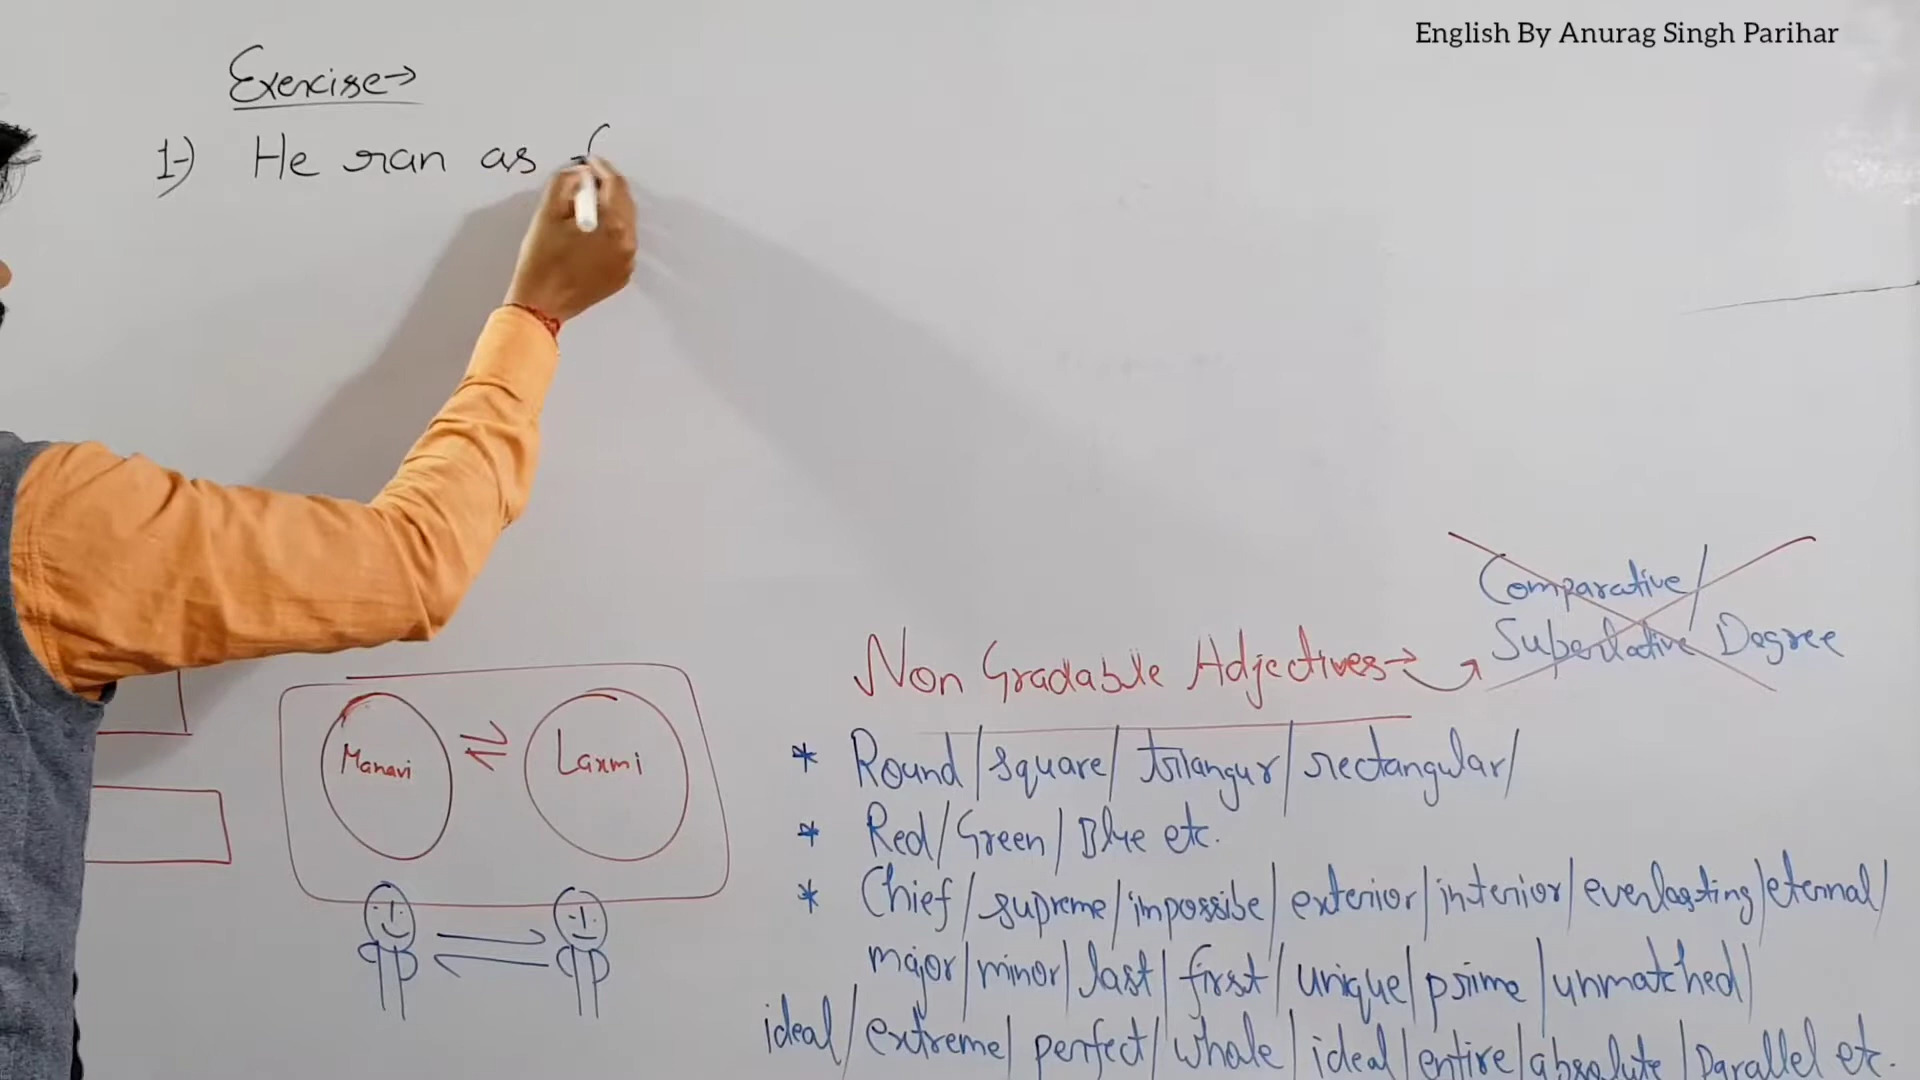 English By Anurag Singh Parihar
Exercise→
1-) He ran as f
Comparative/
Superlative Degree
Non Gradable Adjectives→
Manavi ⇌ Laxmi
* Round/square/triangur/rectangular/
* Red/Green/Blue etc.
* Chief/supreme/impossibe/exterior/interior/everlasting/eternal/
major/minor/last/first/unique/prime/unmatched/
ideal/extreme/perfect/whole/ideal/entire/absolute/parallel etc.